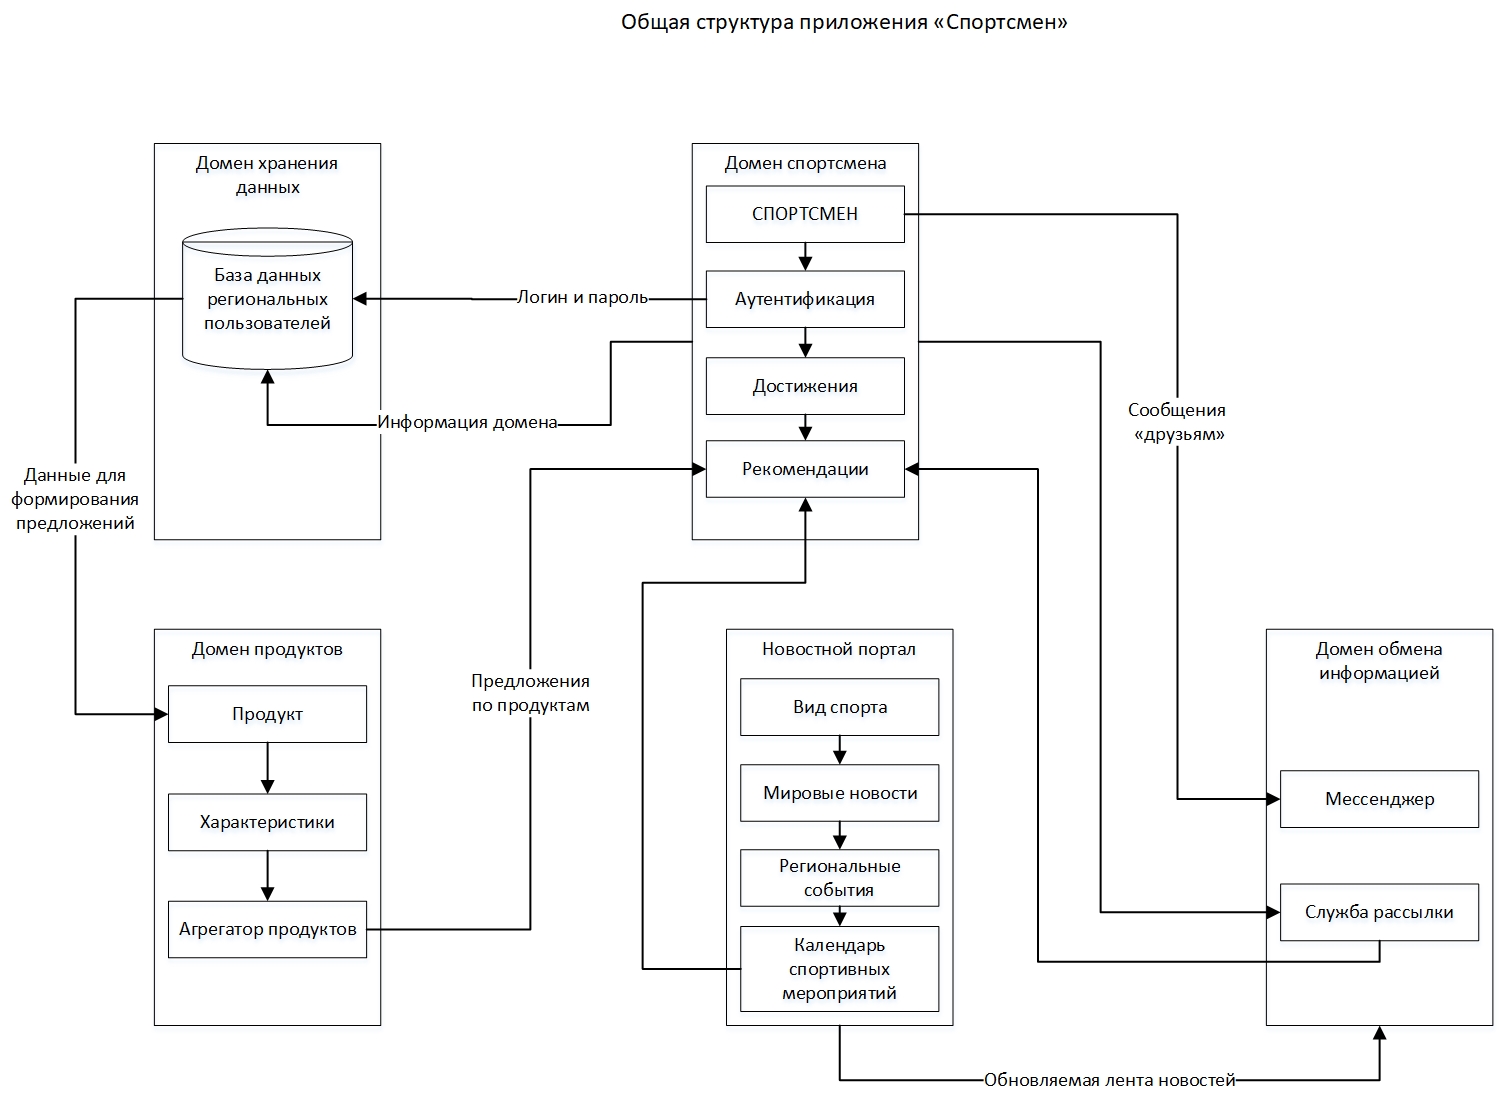 Общая структура приложения «Спортсмен»
Домен хранения
данных
База данных
региональных
пользователей
Домен спортсмена
СПОРТСМЕН
Аутентификация
Достижения
Рекомендации
Логин и пароль
Информация домена
Сообщения
«друзьям»
Данные для
формирования
предложений
Домен продуктов
Продукт
Характеристики
Агрегатор продуктов
Предложения
по продуктам
Новостной портал
Вид спорта
Мировые новости
Региональные
события
Календарь
спортивных
мероприятий
Домен обмена
информацией
Мессенджер
Служба рассылки
Обновляемая лента новостей